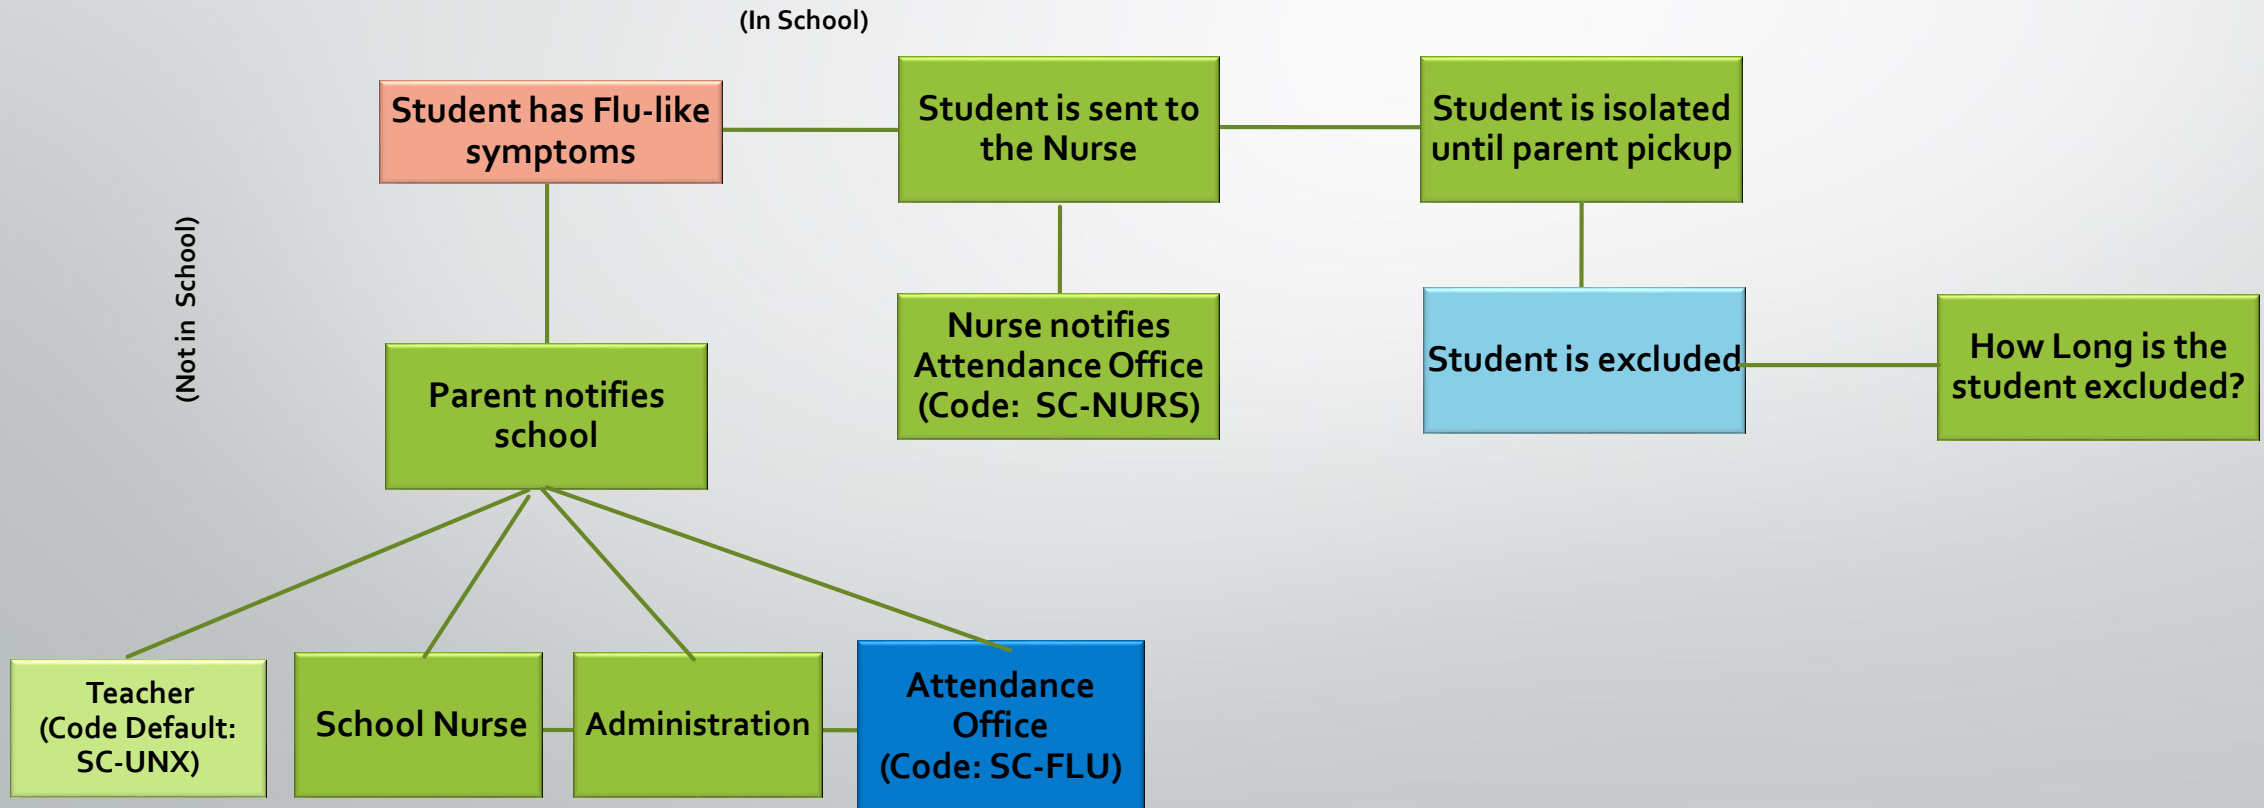 (In School)
Student has Flu-like
symptoms
Student is sent to
the Nurse
Student is isolated
until parent pickup
(Not in  School)
Parent notifies
school
Nurse notifies
Attendance Office
(Code:  SC-NURS)
Student is excluded
How Long is the
student excluded?
Teacher
(Code Default:
SC-UNX)
School Nurse
Administration
Attendance
Office
(Code: SC-FLU)